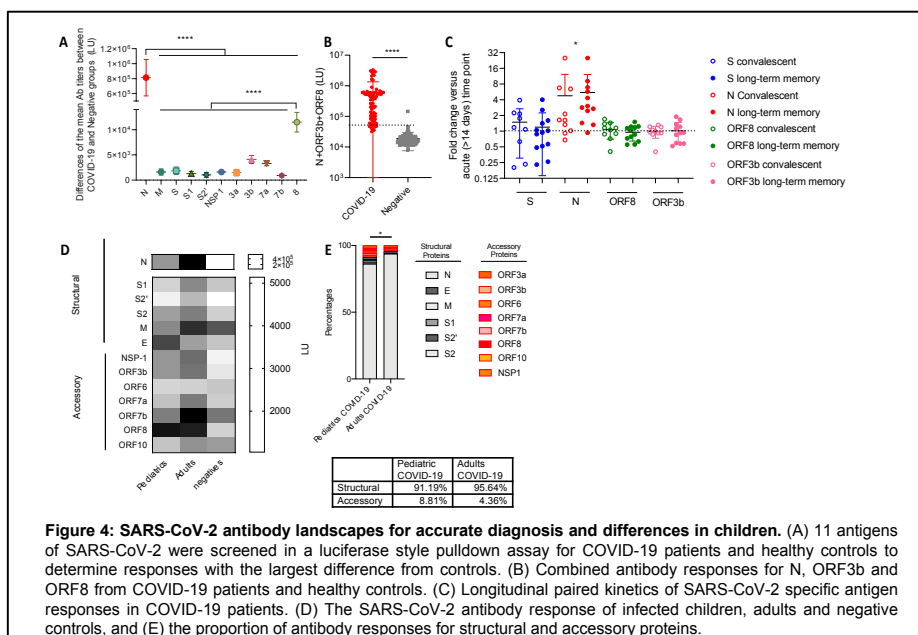 A
Differences of the mean Ab titers between
COVID-19 and Negative groups (LU)
1.2×10⁶
1×10⁶
8×10⁵
6×10⁵
1×10⁴
5×10³
0
****
****
N
M
S
S1
S2'
NSP1
3a
3b
7a
7b
8
B
N+ORF3b+ORF8 (LU)
10⁷
10⁶
10⁵
10⁴
10³
****
COVID-19
Negative
C
Fold change versus
acute (>14 days) time point
32
24
16
8
4
2
1.0
0.5
0.25
0.125
*
S
N
ORF8
ORF3b
S convalescent
S long-term memory
N Convalescent
N long-term memory
ORF8 convalescent
ORF8 long-term memory
ORF3b convalescent
ORF3b long-term memory
D
Structural
Accessory
N
S1
S2'
S2
M
E
NSP-1
ORF3b
ORF6
ORF7a
ORF7b
ORF8
ORF10
Pediatrics
Adults
negatives
4×10⁵
2×10⁵
5000
4000
3000
2000
1000
LU
E
Percentages
100
50
0
*
Pediatrics COVID-19
Adults COVID-19
Structural
Proteins
N
E
M
S1
S2'
S2
Accessory
Proteins
ORF3a
ORF3b
ORF6
ORF7a
ORF7b
ORF8
ORF10
NSP1
Pediatric COVID-19 Adults COVID-19
Structural 91.19% 95.64%
Accessory 8.81% 4.36%
Figure 4: SARS-CoV-2 antibody landscapes for accurate diagnosis and differences in children. (A) 11 antigens
of SARS-CoV-2 were screened in a luciferase style pulldown assay for COVID-19 patients and healthy controls to
determine responses with the largest difference from controls. (B) Combined antibody responses for N, ORF3b and
ORF8 from COVID-19 patients and healthy controls. (C) Longitudinal paired kinetics of SARS-CoV-2 specific antigen
responses in COVID-19 patients. (D) The SARS-CoV-2 antibody response of infected children, adults and negative
controls, and (E) the proportion of antibody responses for structural and accessory proteins.